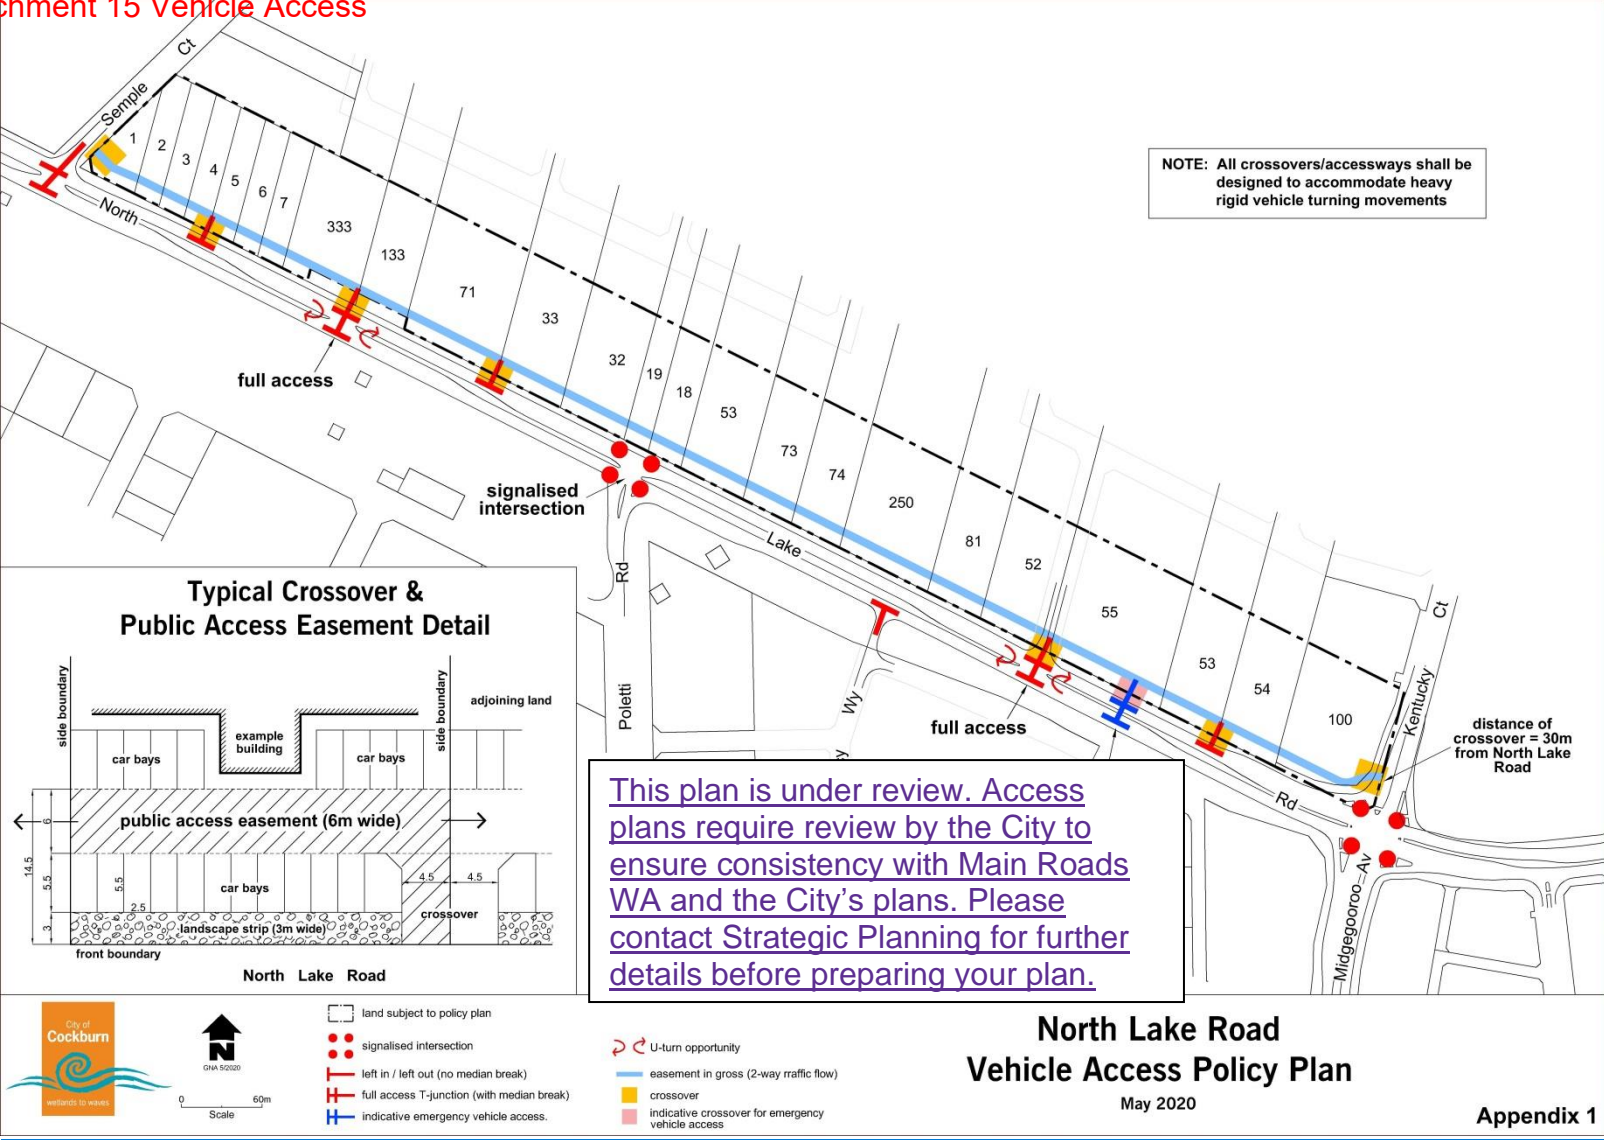 chment 15 Vehicle Access
Ct
Semple
1
2
3
4
5
6
7
333
133
71
33
32
19
18
53
73
74
250
81
52
55
53
54
100
North
Lake
Rd
Ct
Kentucky
NOTE: All crossovers/accessways shall be
designed to accommodate heavy
rigid vehicle turning movements
full access
signalised
intersection
Rd
Poletti
Wy
full access
distance of
crossover = 30m
from North Lake
Road
Midgegooroo Av
Typical Crossover &
Public Access Easement Detail
side boundary
side boundary
adjoining land
example
building
car bays
car bays
public access easement (6m wide)
6
14.5
5.5
5.5
car bays
2.5
4.5
4.5
crossover
3
landscape strip (3m wide)
front boundary
North Lake Road
This plan is under review. Access
plans require review by the City to
ensure consistency with Main Roads
WA and the City's plans. Please
contact Strategic Planning for further
details before preparing your plan.
City of
Cockburn
wetlands to waves
N
GNA 5/2020
0 60m
Scale
land subject to policy plan
signalised intersection
left in / left out (no median break)
full access T-junction (with median break)
indicative emergency vehicle access.
U-turn opportunity
easement in gross (2-way rraffic flow)
crossover
indicative crossover for emergency
vehicle access
North Lake Road
Vehicle Access Policy Plan
May 2020
Appendix 1